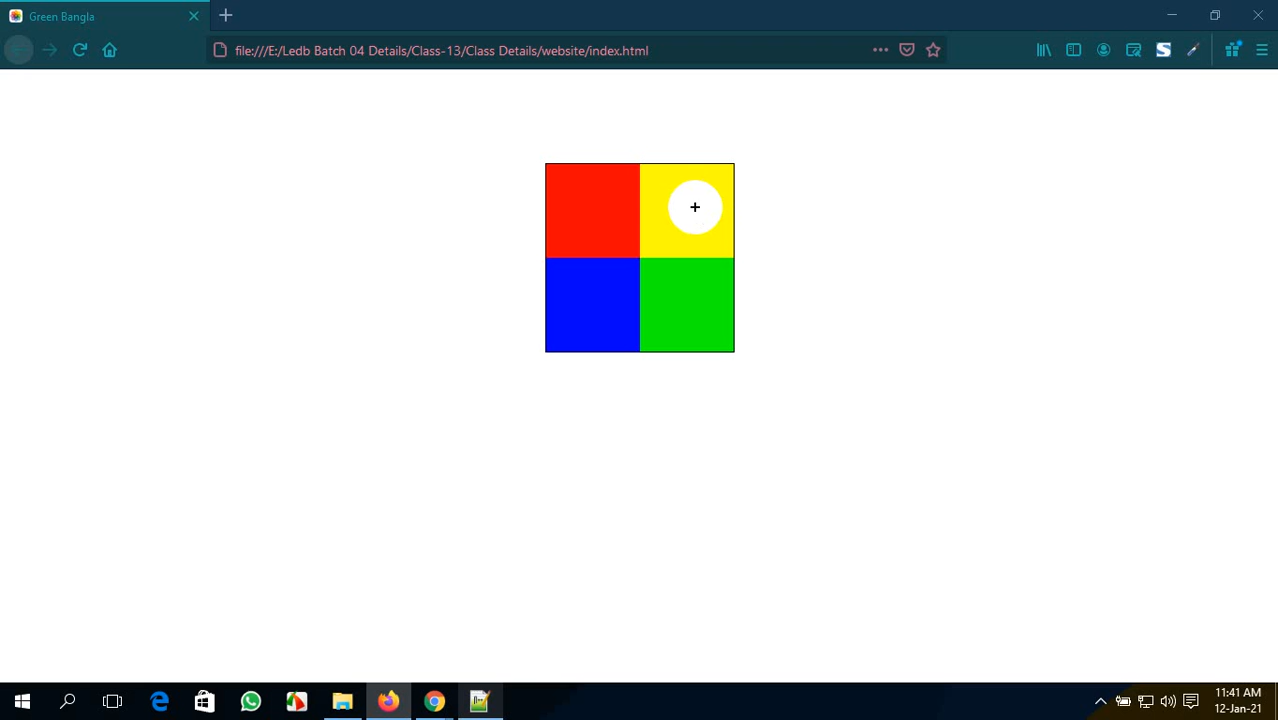 Green Bangla
file:///E:/Ledb Batch 04 Details/Class-13/Class Details/website/index.html
11:41 AM
12-Jan-21